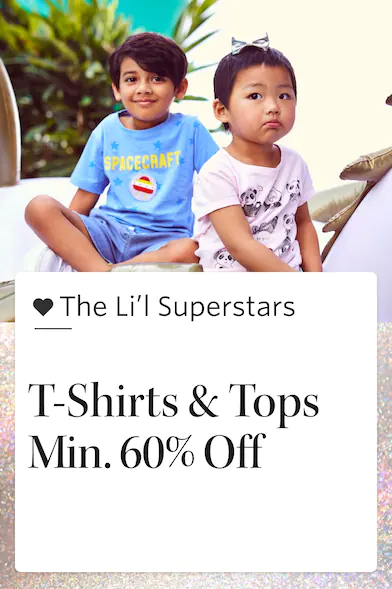 SPACECRAFT
The Li'l Superstars
T-Shirts & Tops
Min. 60% Off